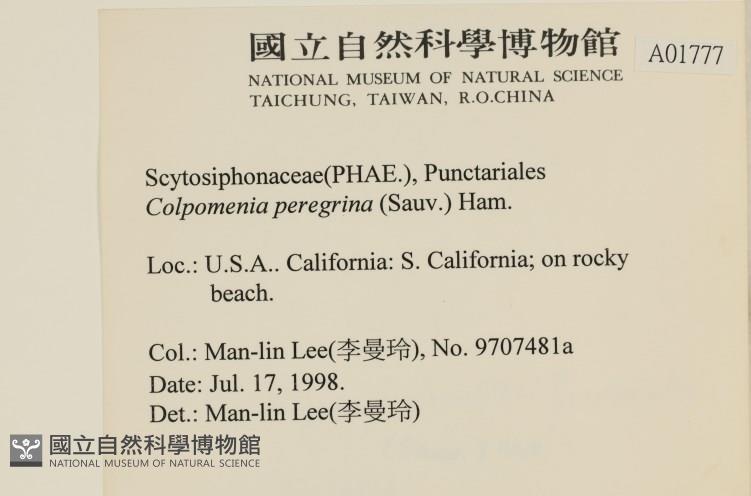 國立自然科學博物館
A01777
NATIONAL MUSEUM OF NATURAL SCIENCE
TAICHUNG, TAIWAN, R.O.CHINA
Scytosiphonaceae(PHAE.), Punctariales
Colpomenia peregrina (Sauv.) Ham.
Loc.: U.S.A.. California: S. California; on rocky
beach.
Col.: Man-lin Lee(李曼玲), No. 9707481a
Date: Jul. 17, 1998.
Det.: Man-lin Lee(李曼玲)
國立自然科學博物館
NATIONAL MUSEUM OF NATURAL SCIENCE